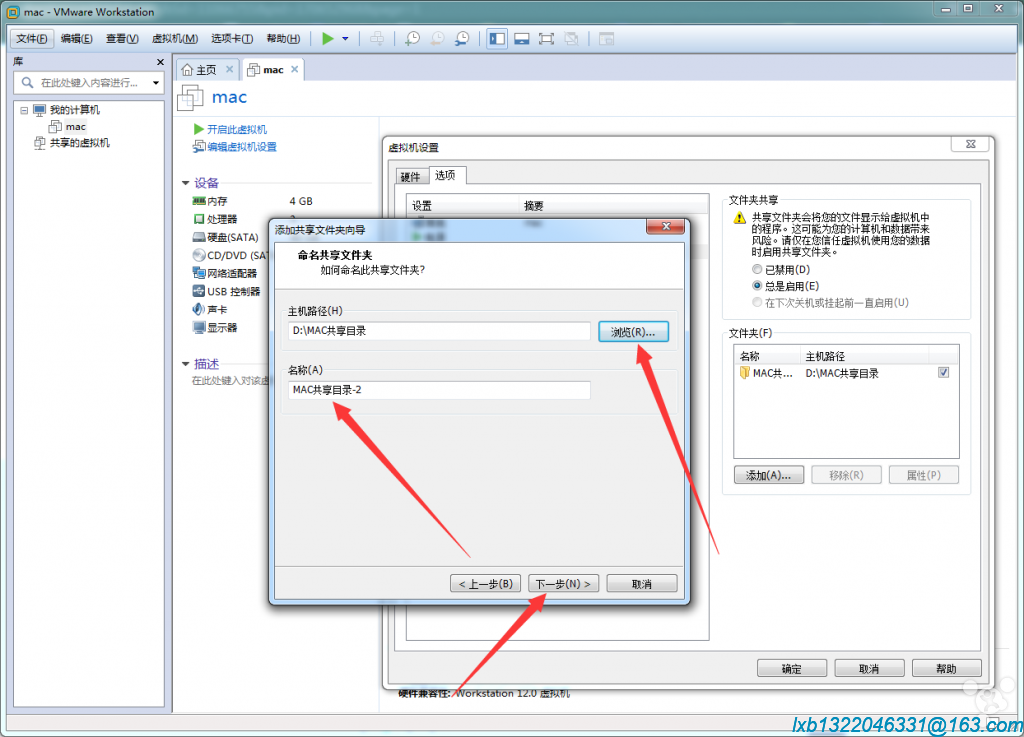 mac - VMware Workstation
文件(F) 编辑(E) 查看(V) 虚拟机(M) 选项卡(T) 帮助(H)
库
在此处键入内容进行...
我的计算机
mac
共享的虚拟机
主页
mac
mac
开启此虚拟机
编辑虚拟机设置
设备
内存 4 GB
处理器
硬盘(SATA)
CD/DVD (SAT
网络适配器
USB 控制器
声卡
显示器
描述
在此处键入对该虚
虚拟机设置
硬件 选项
设置 摘要
文件夹共享
共享文件夹会将您的文件显示给虚拟机中
的程序。这可能为您的计算机和数据带来
风险。请仅在您信任虚拟机使用您的数据
时启用共享文件夹。
已禁用(D)
总是启用(E)
在下次关机或挂起前一直启用(U)
文件夹(F)
名称 主机路径
MAC共... D:\MAC共享目录
添加(A)... 移除(R) 属性(P)
确定 取消 帮助
添加共享文件夹向导
命名共享文件夹
如何命名此共享文件夹?
主机路径(H)
D:\MAC共享目录
浏览(R)...
名称(A)
MAC共享目录-2
< 上一步(B) 下一步(N) > 取消
硬件兼容性: Workstation 12.0 虚拟机
lxb1322046331@163.com